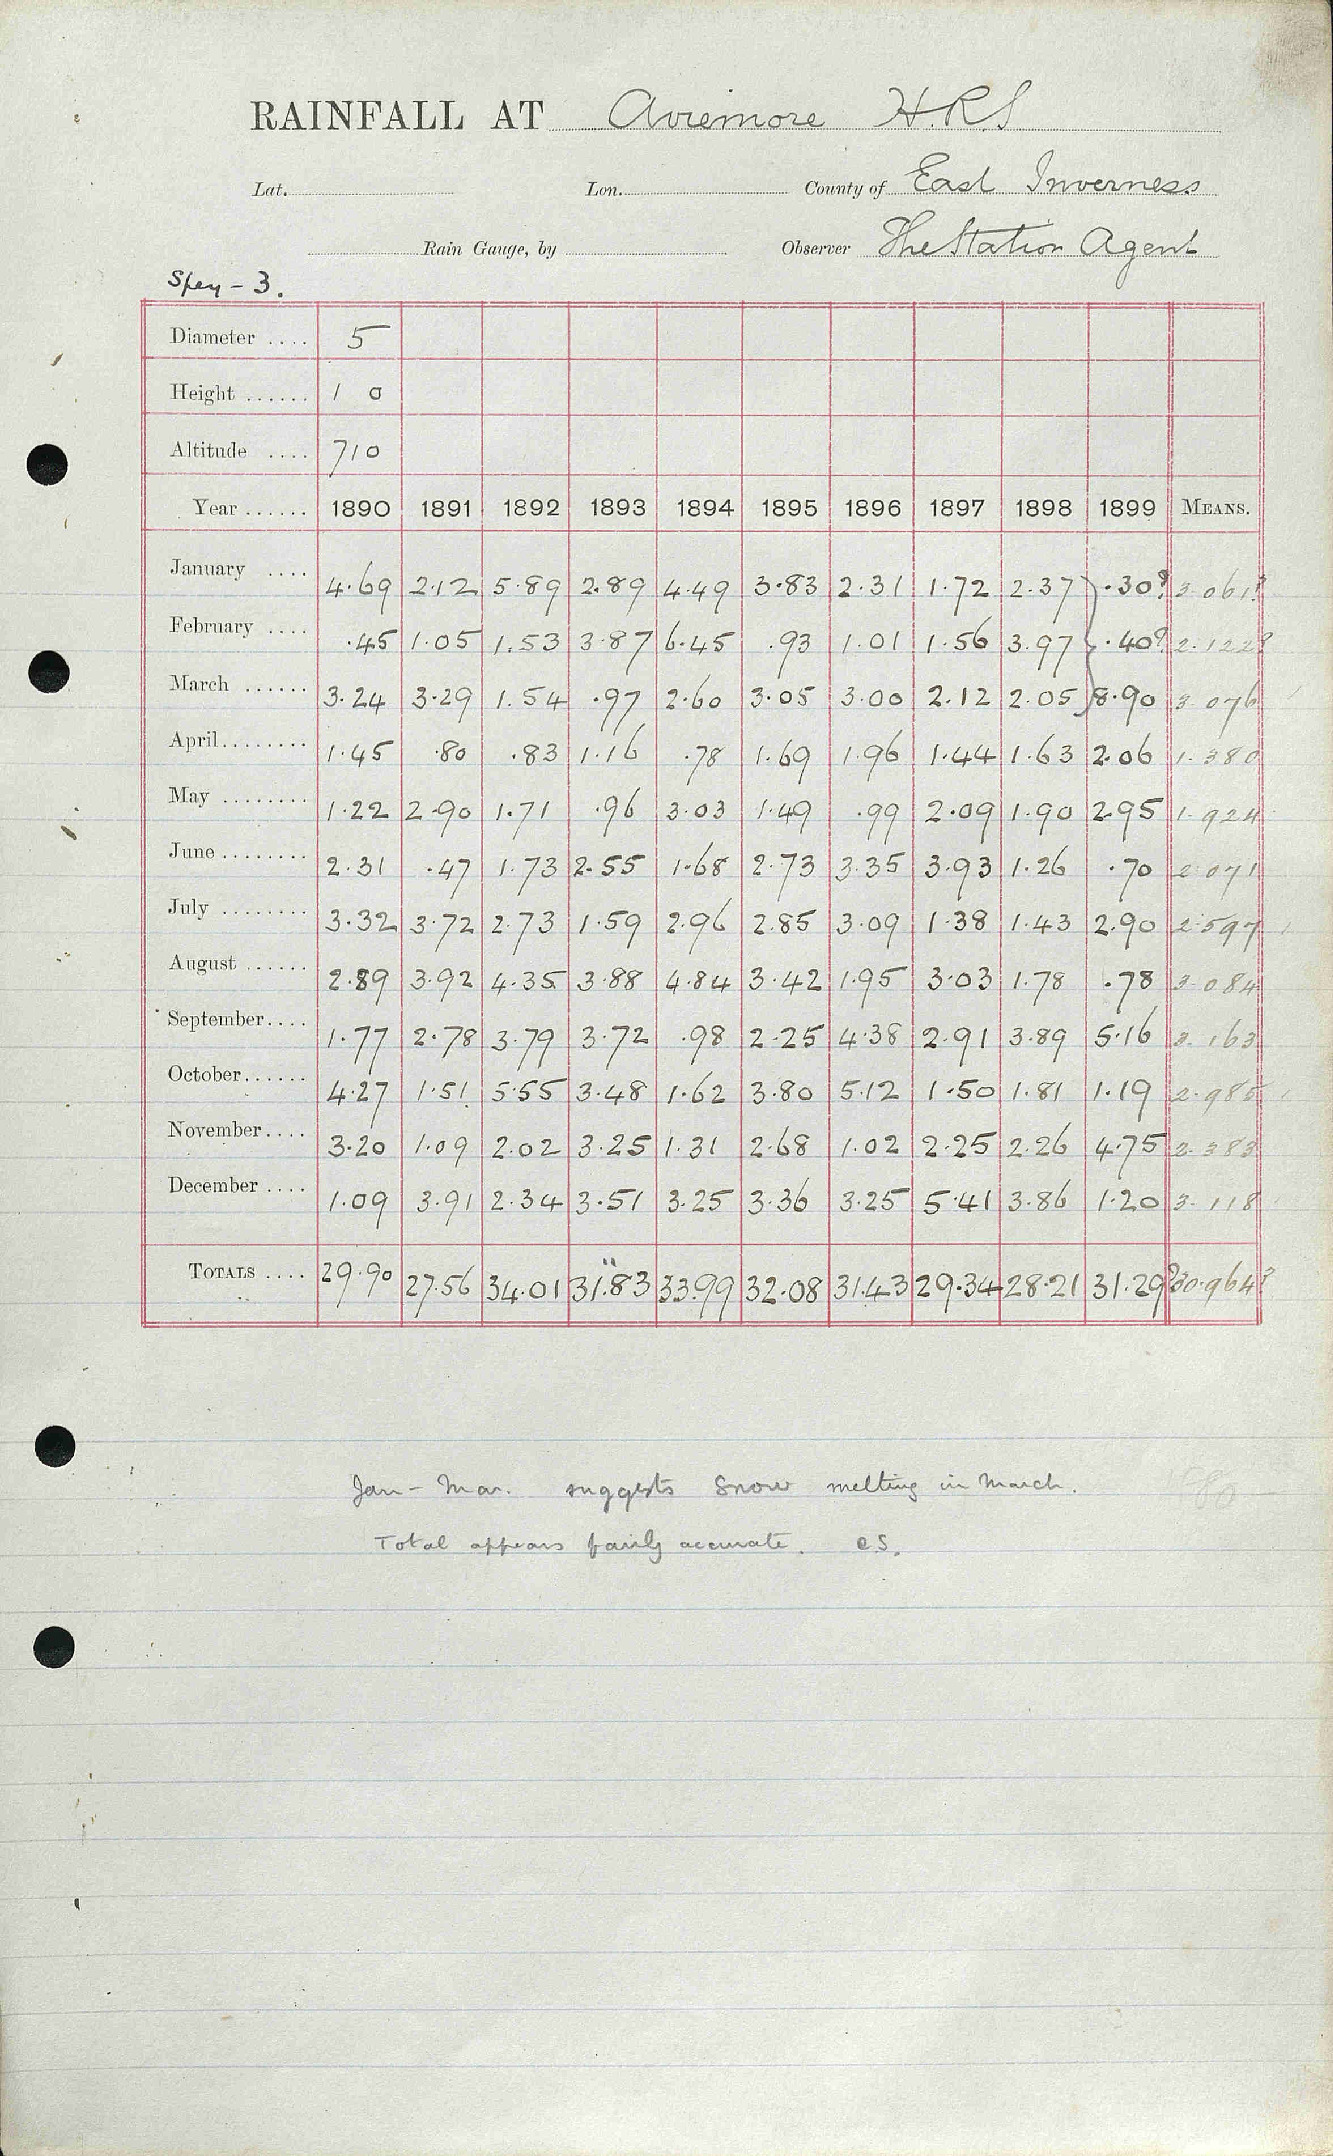 RAINFALL AT Aviemore H.R.S
Lat. Lon. County of East Inverness
Rain Gauge, by Observer The Station Agent
Spey - 3.
Diameter .... 5
Height ...... 1 0
Altitude .... 710
Year ...... 1890 1891 1892 1893 1894 1895 1896 1897 1898 1899 MEANS.
January .... 4.69 2.12 5.89 2.89 4.49 3.83 2.31 1.72 2.37 .30? 3.061?
February .... .45 1.05 1.53 3.87 6.45 .93 1.01 1.56 3.97 .40? 2.122?
March ...... 3.24 3.29 1.54 .97 2.60 3.05 3.00 2.12 2.05 8.90 3.076
April........ 1.45 .80 .83 1.16 .78 1.69 1.96 1.44 1.63 2.06 1.380
May ........ 1.22 2.90 1.71 .96 3.03 1.49 .99 2.09 1.90 2.95 1.924
June ........ 2.31 .47 1.73 2.55 1.68 2.73 3.35 3.93 1.26 .70 2.071
July ........ 3.32 3.72 2.73 1.59 2.96 2.85 3.09 1.38 1.43 2.90 2.597
August ...... 2.89 3.92 4.35 3.88 4.84 3.42 1.95 3.03 1.78 .78 3.084
September.... 1.77 2.78 3.79 3.72 .98 2.25 4.38 2.91 3.89 5.16 3.163
October...... 4.27 1.51 5.55 3.48 1.62 3.80 5.12 1.50 1.81 1.19 2.985
November.... 3.20 1.09 2.02 3.25 1.31 2.68 1.02 2.25 2.26 4.75 2.383
December .... 1.09 3.91 2.34 3.51 3.25 3.36 3.25 5.41 3.86 1.20 3.118
TOTALS .... 29.90 27.56 34.01 31.83 33.99 32.08 31.43 29.34 28.21 31.29? 30.964?
Jan - Mar. suggests snow melting in March.
Total appears fairly accurate. C.S.